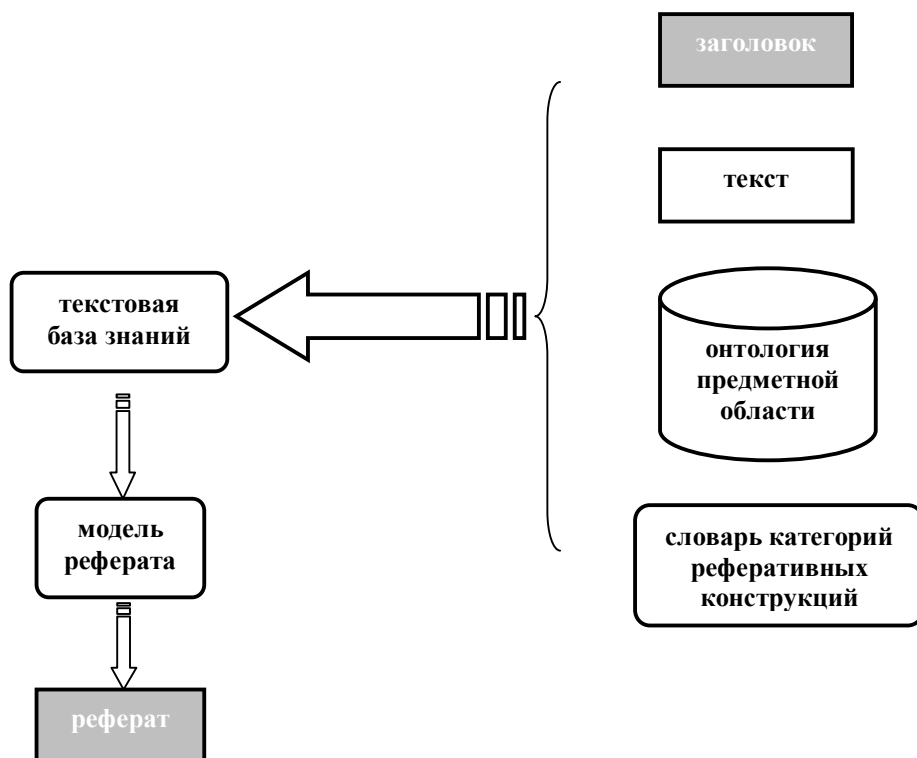 заголовок
текст
текстовая
база знаний
онтология
предметной
области
модель
реферата
словарь категорий
реферативных
конструкций
реферат